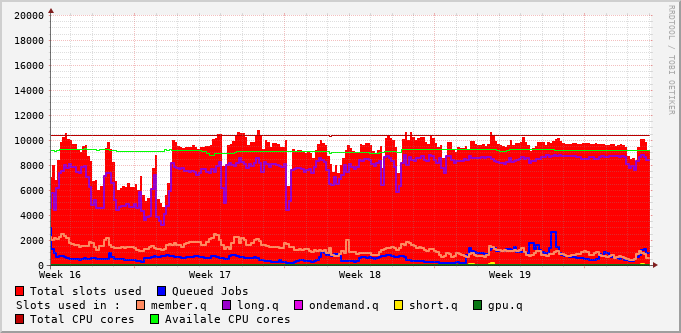 RRDTOOL / TOBI OETIKER
20000
18000
16000
14000
12000
10000
8000
6000
4000
2000
0
Week 16 Week 17 Week 18 Week 19
Total slots used Queued Jobs
Slots used in : member.q long.q ondemand.q short.q gpu.q
Total CPU cores Availale CPU cores